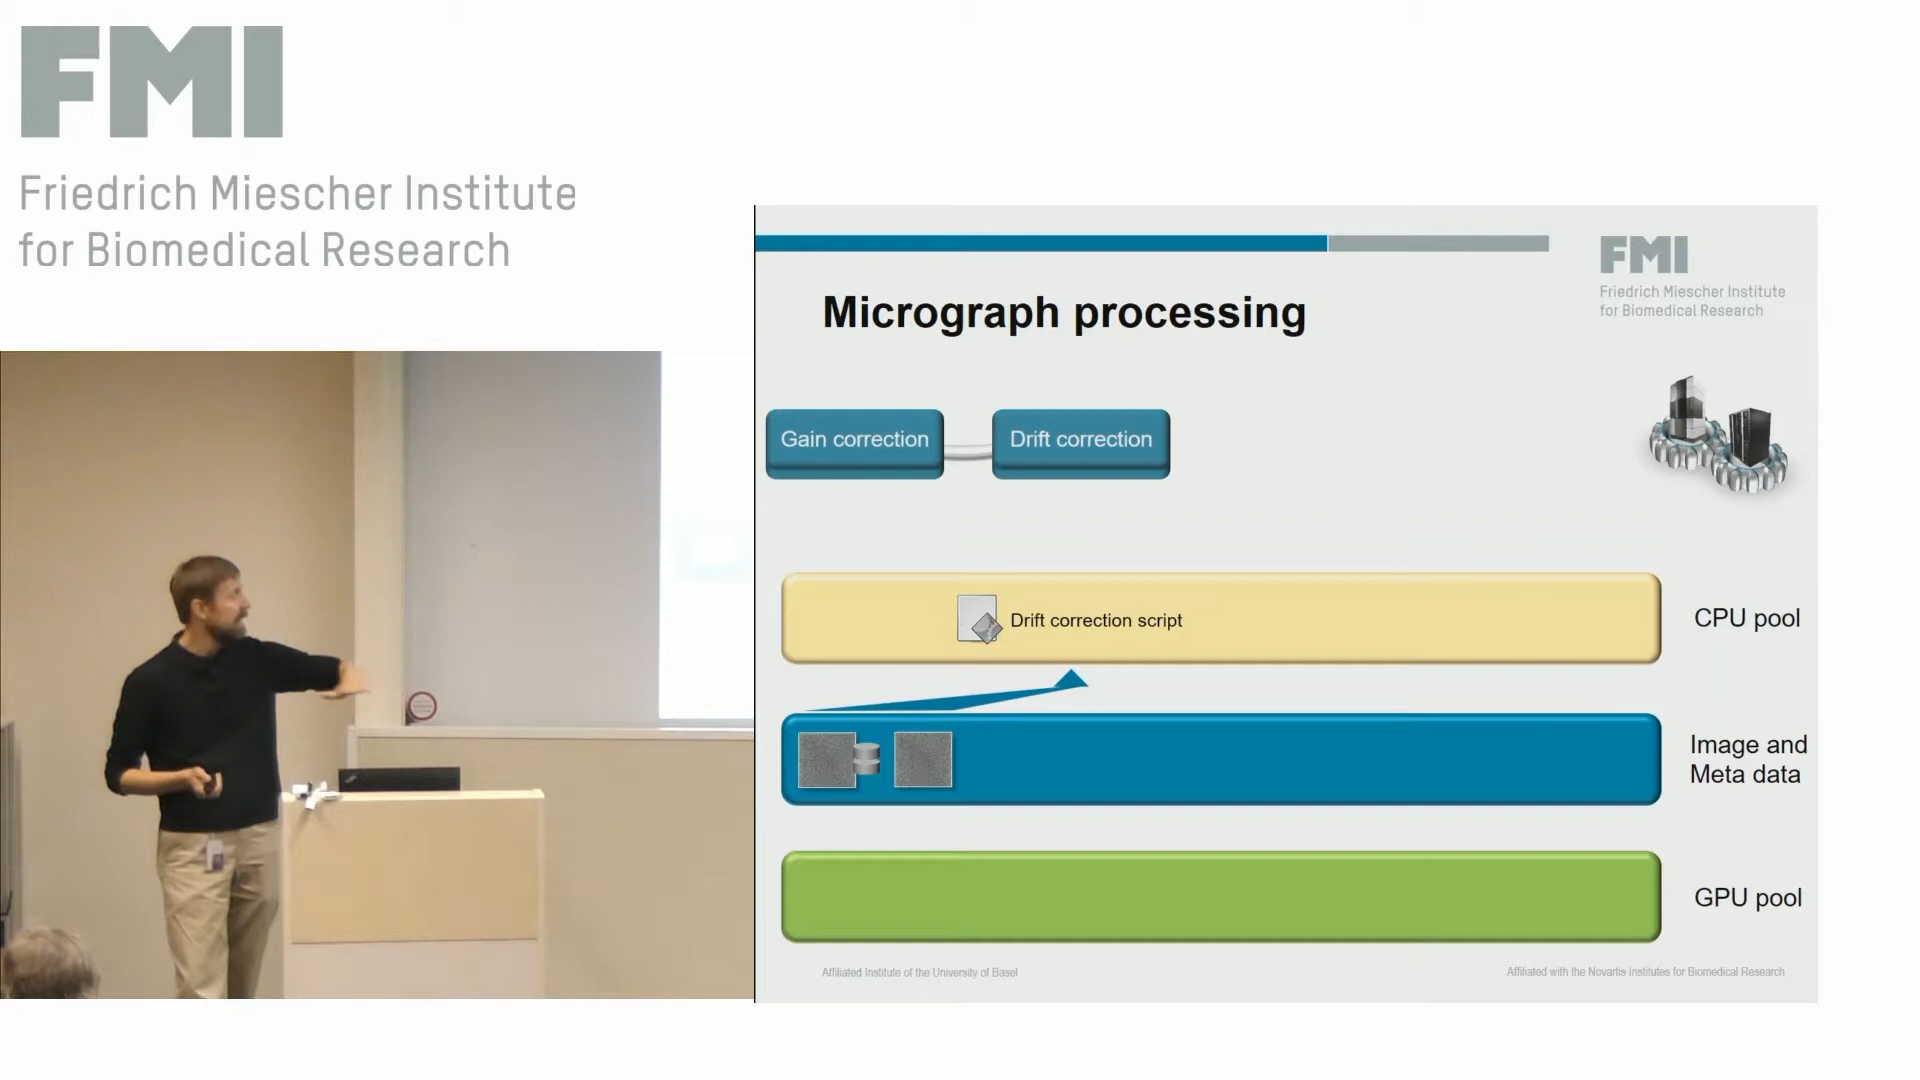 FMI
Friedrich Miescher Institute
for Biomedical Research
FMI
Friedrich Miescher Institute
for Biomedical Research
Micrograph processing
Gain correction
Drift correction
Drift correction script
CPU pool
Image and
Meta data
GPU pool
Affiliated Institute of the University of Basel
Affiliated with the Novartis Institutes for Biomedical Research